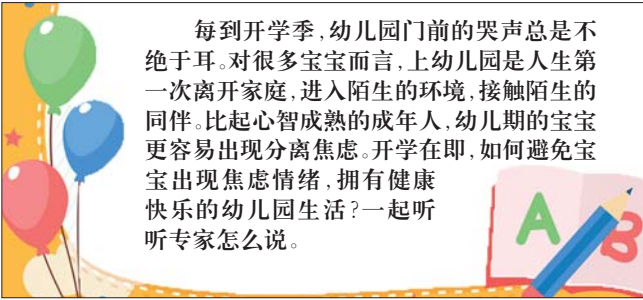 每到开学季,幼儿园门前的哭声总是不
绝于耳。对很多宝宝而言,上幼儿园是人生第
一次离开家庭,进入陌生的环境,接触陌生的
同伴。比起心智成熟的成年人,幼儿期的宝宝
更容易出现分离焦虑。开学在即,如何避免宝
宝出现焦虑情绪,拥有健康
快乐的幼儿园生活?一起听
听专家怎么说。
A B